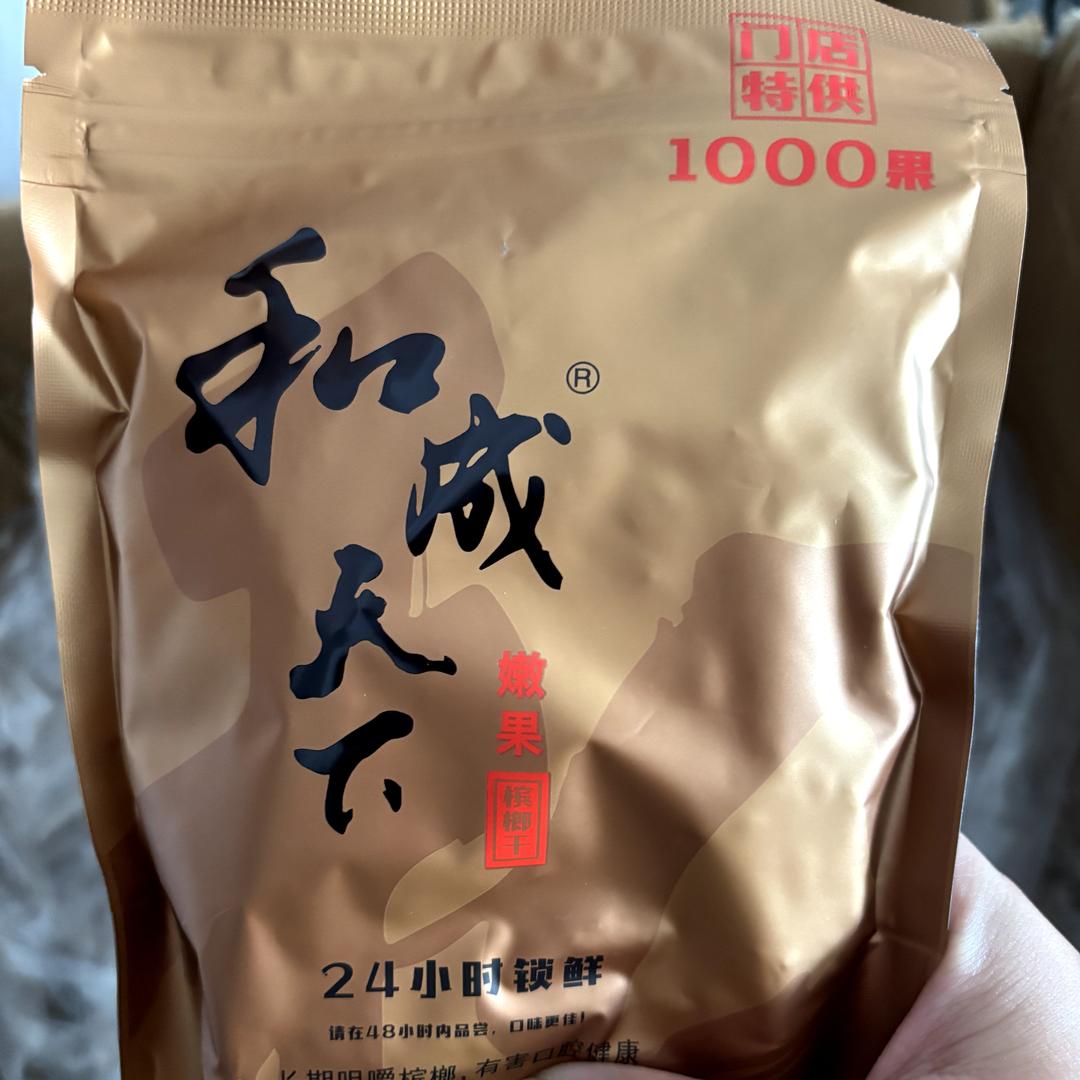 门店
特供
1000果
和成天下
®
嫩果
槟榔干
24小时锁鲜
请在48小时内品尝，口味更佳！
长期咀嚼槟榔，有害口腔健康